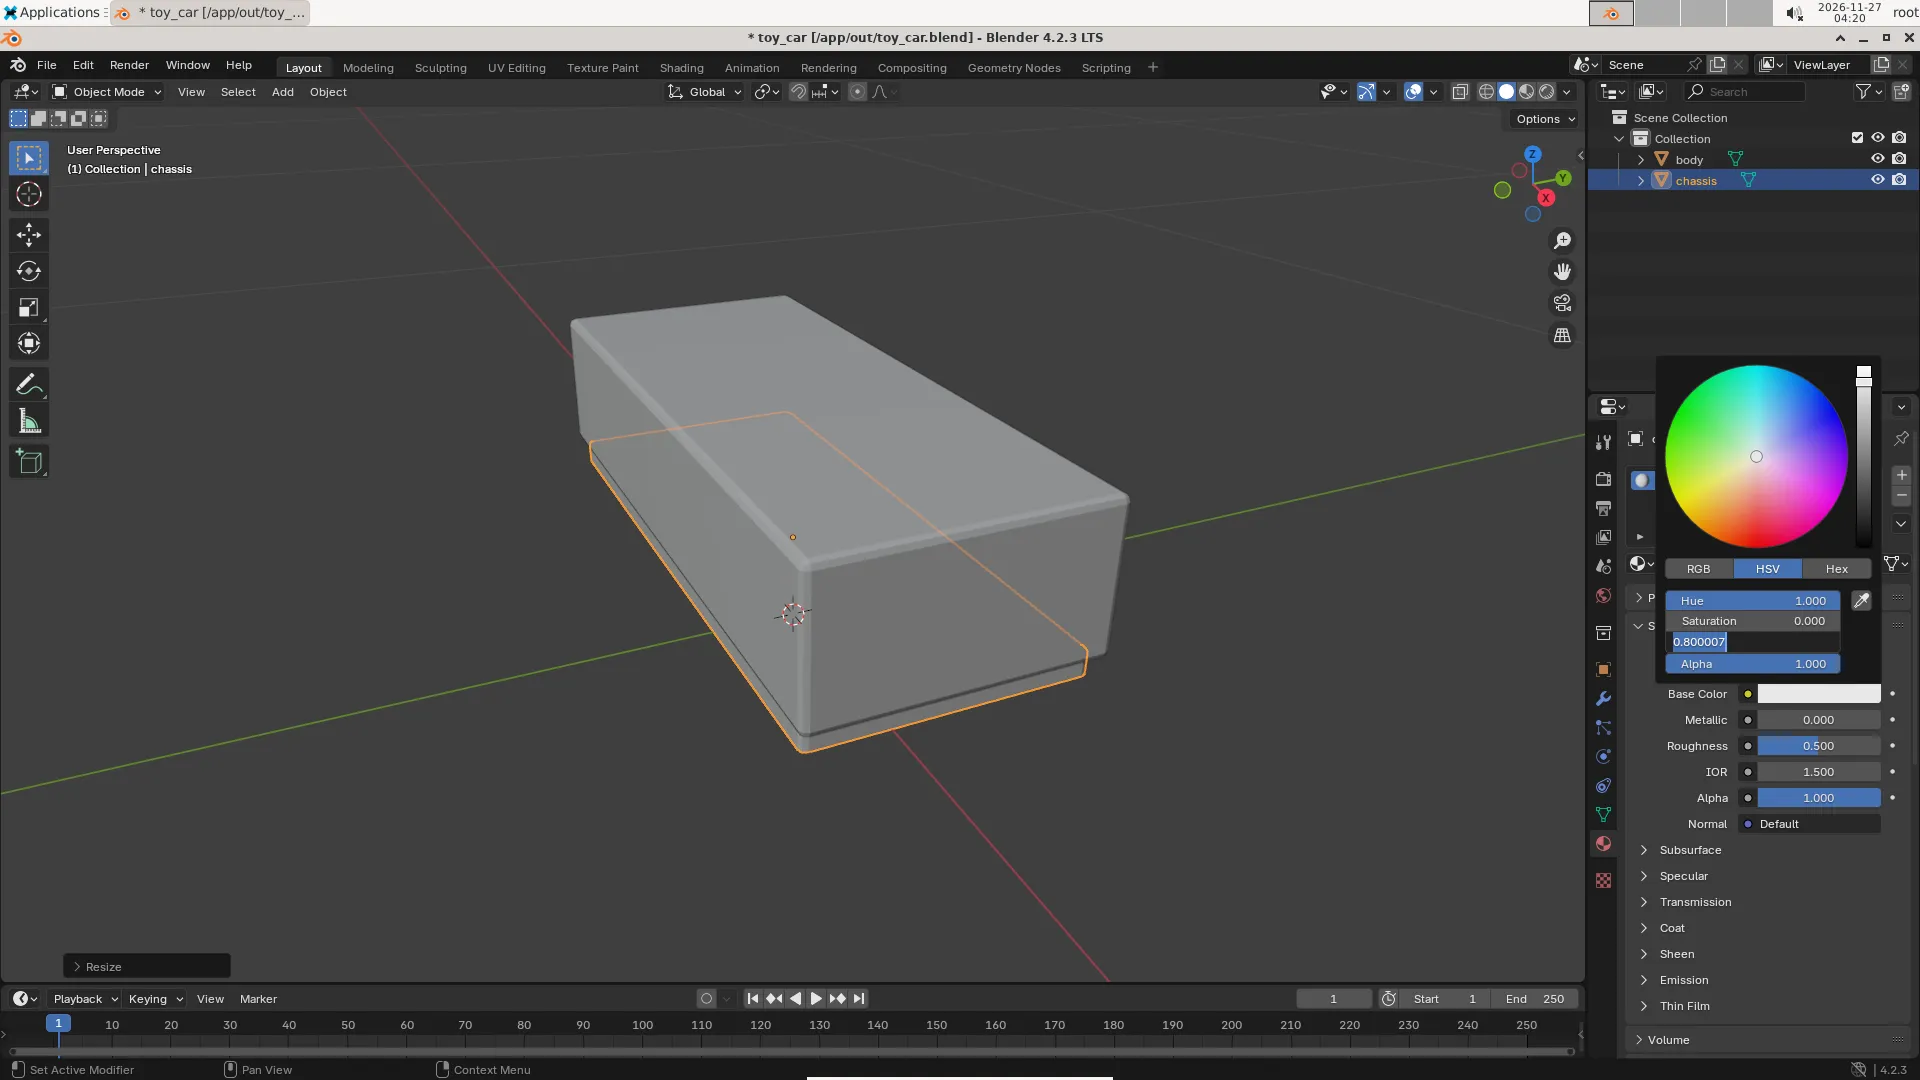 Applications
* toy_car [/app/out/toy_...
2026-11-27
04:20
root
* toy_car [/app/out/toy_car.blend] - Blender 4.2.3 LTS
File Edit Render Window Help
Layout Modeling Sculpting UV Editing Texture Paint Shading Animation Rendering Compositing Geometry Nodes Scripting
Scene
ViewLayer
Object Mode View Select Add Object
Global
Search
Options
User Perspective
(1) Collection | chassis
Z
Y
X
Scene Collection
Collection
body
chassis
RGB HSV Hex
Hue 1.000
Saturation 0.000
0.800007
Alpha 1.000
Base Color
Metallic 0.000
Roughness 0.500
IOR 1.500
Alpha 1.000
Normal Default
Subsurface
Specular
Transmission
Coat
Sheen
Emission
Thin Film
Volume
Resize
Playback Keying View Marker
1
Start 1
End 250
1 10 20 30 40 50 60 70 80 90 100 110 120 130 140 150 160 170 180 190 200 210 220 230 240 250
Set Active Modifier
Pan View
Context Menu
4.2.3